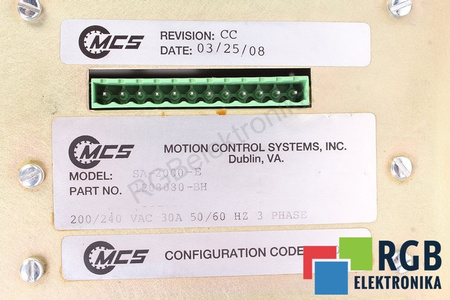 MCS
REVISION: CC
DATE: 03/25/08
MCS
MOTION CONTROL SYSTEMS, INC.
Dublin, VA.
MODEL:
PART NO.
200/240 VAC 30A 50/60 HZ 3 PHASE
MCS
CONFIGURATION CODE
RGB
ELEKTRONIKA